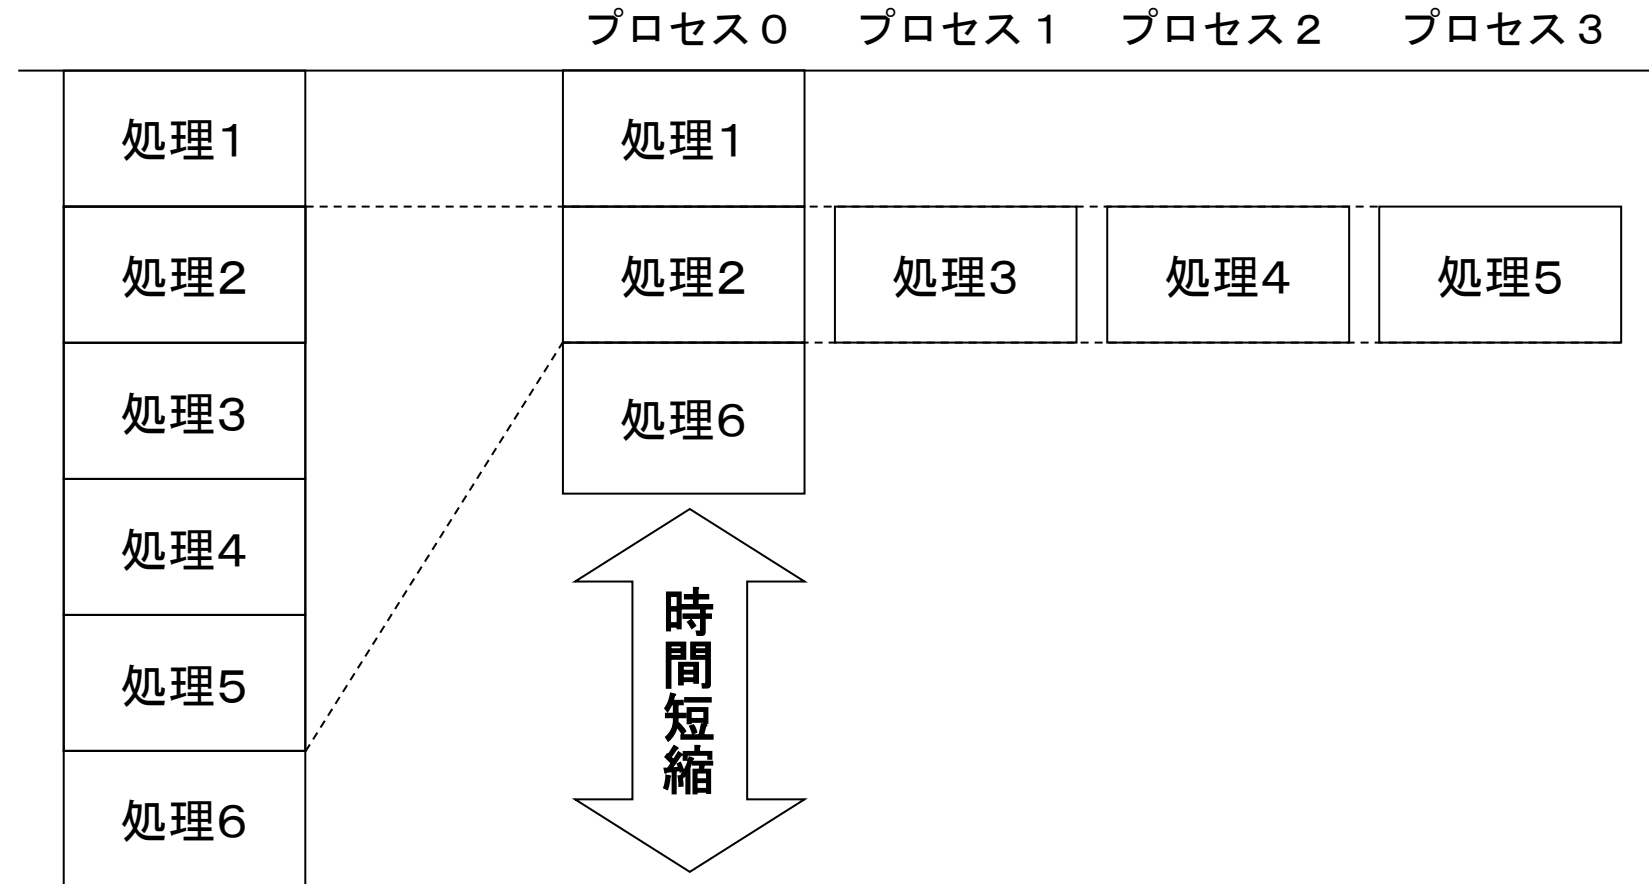 プロセス０ プロセス１ プロセス２ プロセス３
処理1 処理1
処理2 処理2 処理3 処理4 処理5
処理3 処理6
処理4
処理5
処理6
時間短縮